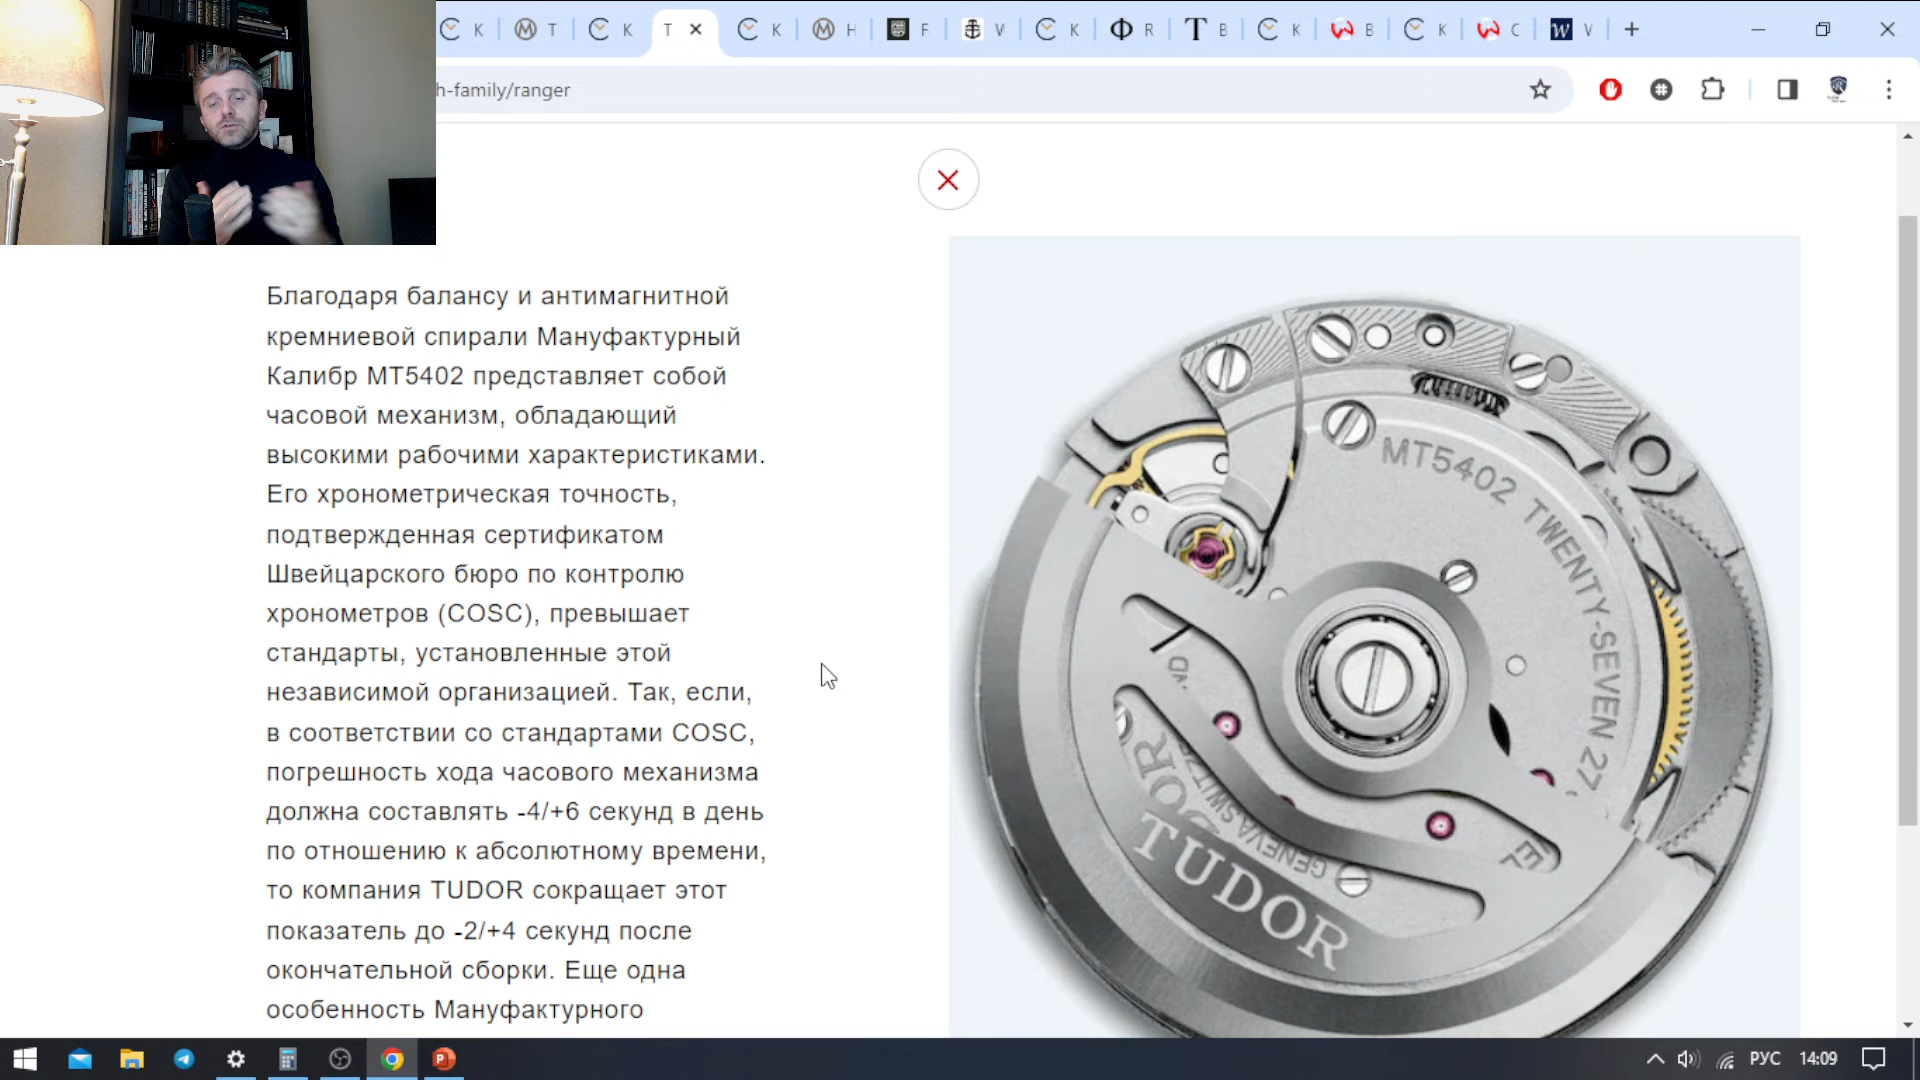 K
T
K
T
K
H
F
V
K
R
B
K
B
K
C
V
h-family/ranger
Благодаря балансу и антимагнитной
кремниевой спирали Мануфактурный
Калибр MT5402 представляет собой
часовой механизм, обладающий
высокими рабочими характеристиками.
Его хронометрическая точность,
подтвержденная сертификатом
Швейцарского бюро по контролю
хронометров (COSC), превышает
стандарты, установленные этой
независимой организацией. Так, если,
в соответствии со стандартами COSC,
погрешность хода часового механизма
должна составлять -4/+6 секунд в день
по отношению к абсолютному времени,
то компания TUDOR сокращает этот
показатель до -2/+4 секунд после
окончательной сборки. Еще одна
особенность Мануфактурного
MT5402 TWENTY-SEVEN 27,
GENEVA SWITZ
TUDOR
РУС
14:09